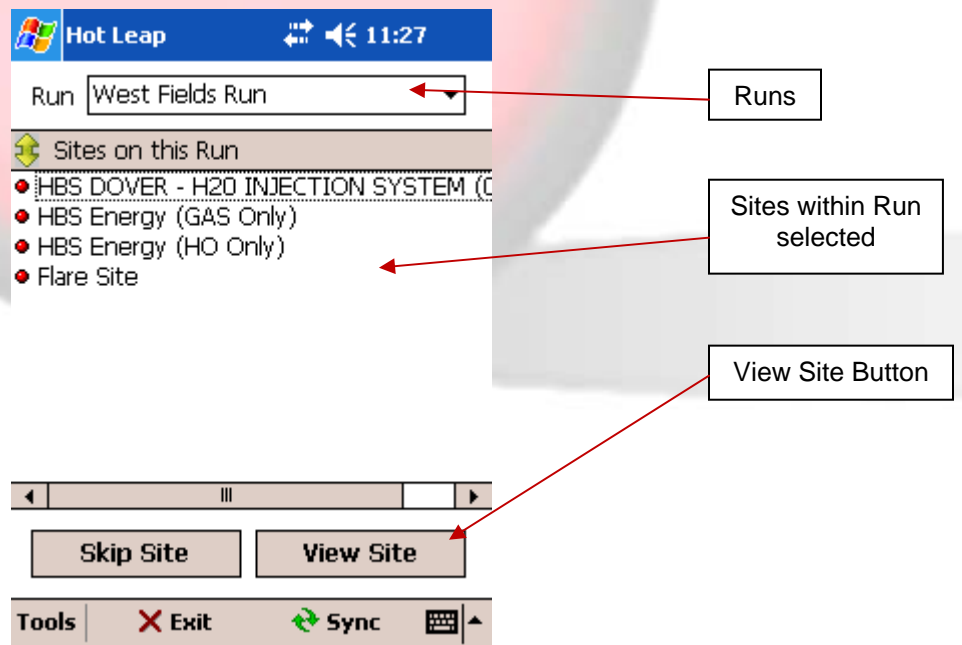 Hot Leap 11:27
Run West Fields Run
Runs
Sites on this Run
HBS DOVER - H20 INJECTION SYSTEM (
HBS Energy (GAS Only)
HBS Energy (HO Only)
Flare Site
Sites within Run
selected
View Site Button
Skip Site View Site
Tools Exit Sync